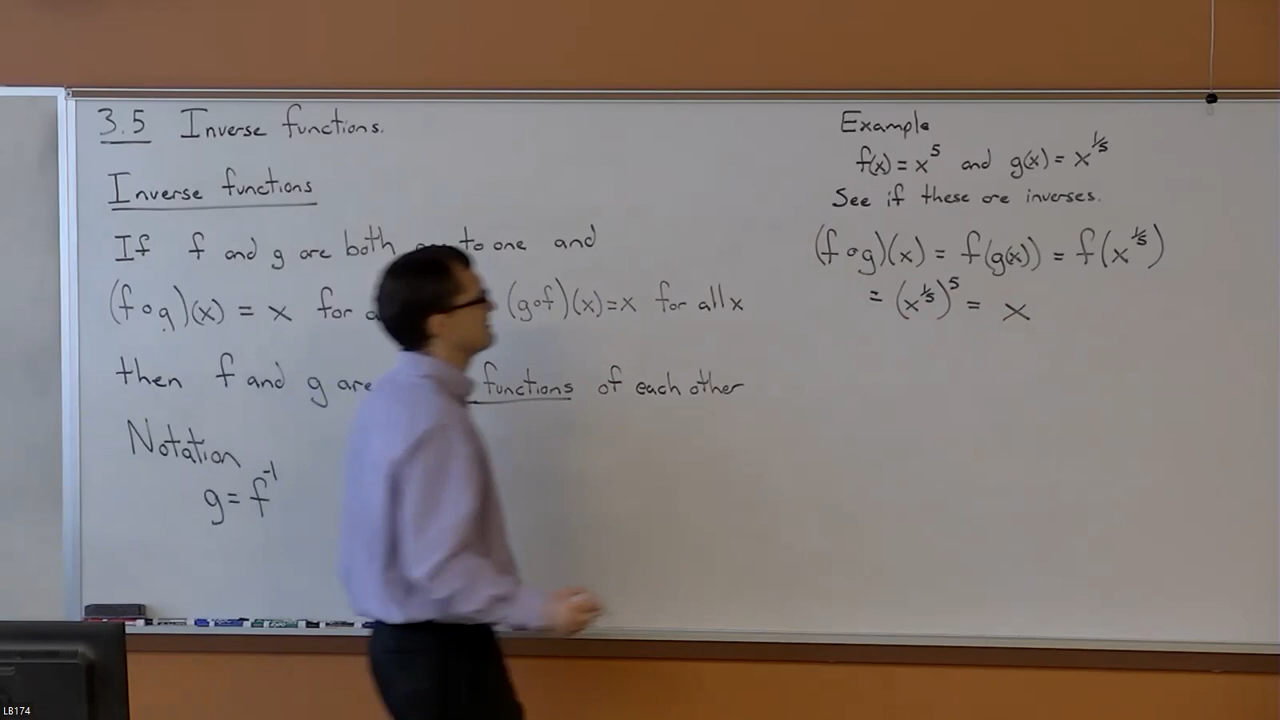 3.5 Inverse functions.
Inverse functions
If f and g are both to one and
(f∘g)(x) = x for (g∘f)(x)=x for all x
then f and g are functions of each other
Notation
g = f⁻¹
Example
f(x) = x⁵ and g(x) = x^(1/5)
See if these are inverses.
(f∘g)(x) = f(g(x)) = f(x^(1/5))
= (x^(1/5))⁵ = x
LB174